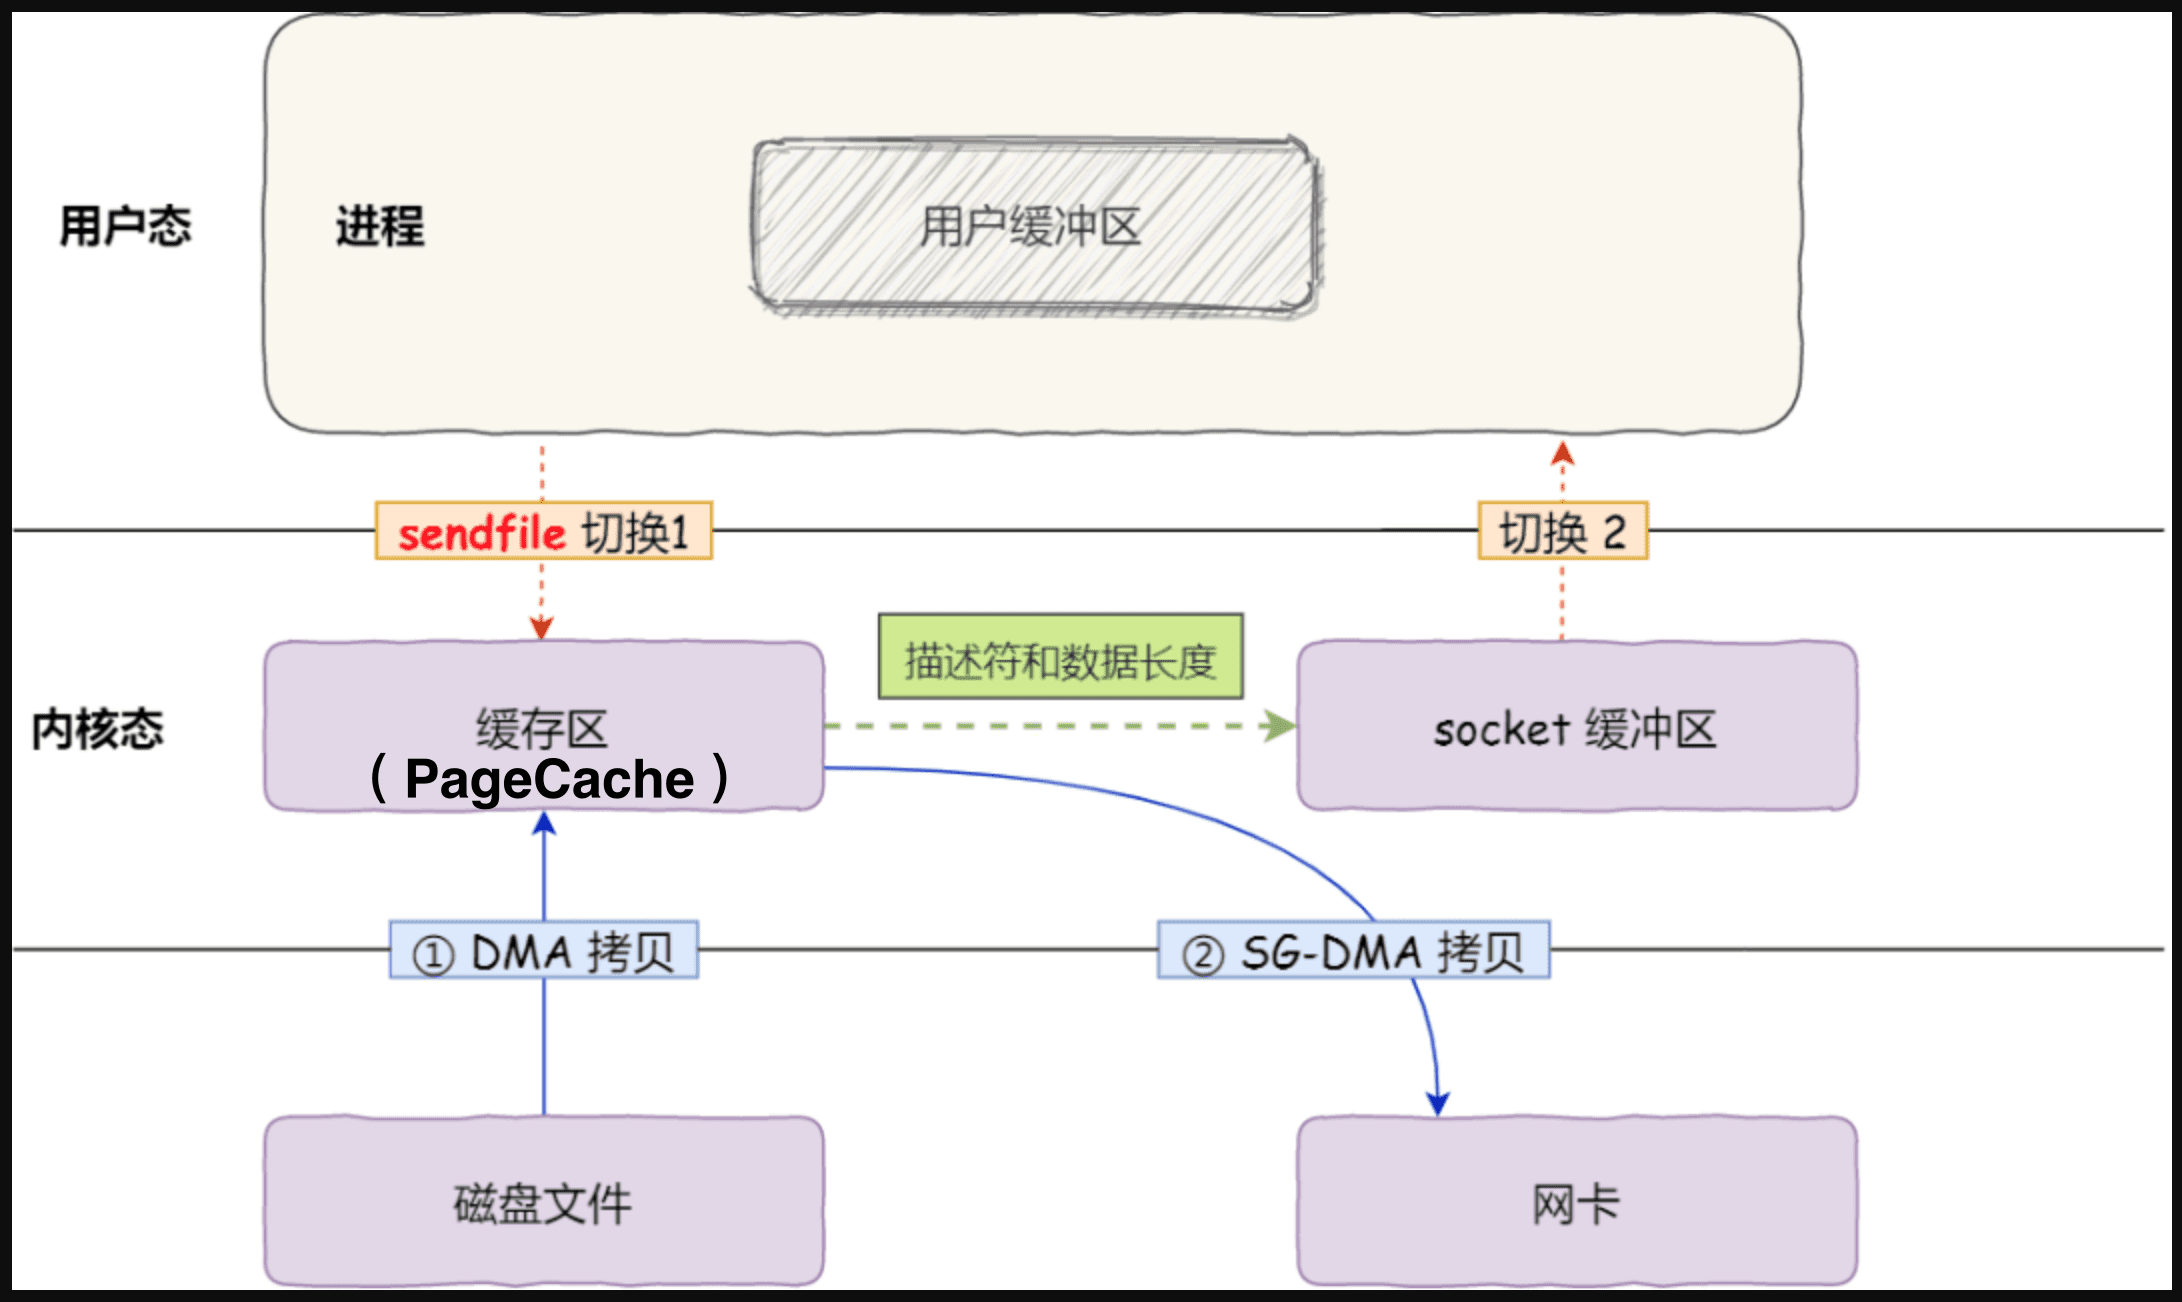 用户态
进程
用户缓冲区
sendfile 切换1
切换 2
描述符和数据长度
内核态
缓存区
（ PageCache ）
socket 缓冲区
① DMA 拷贝
② SG-DMA 拷贝
磁盘文件
网卡